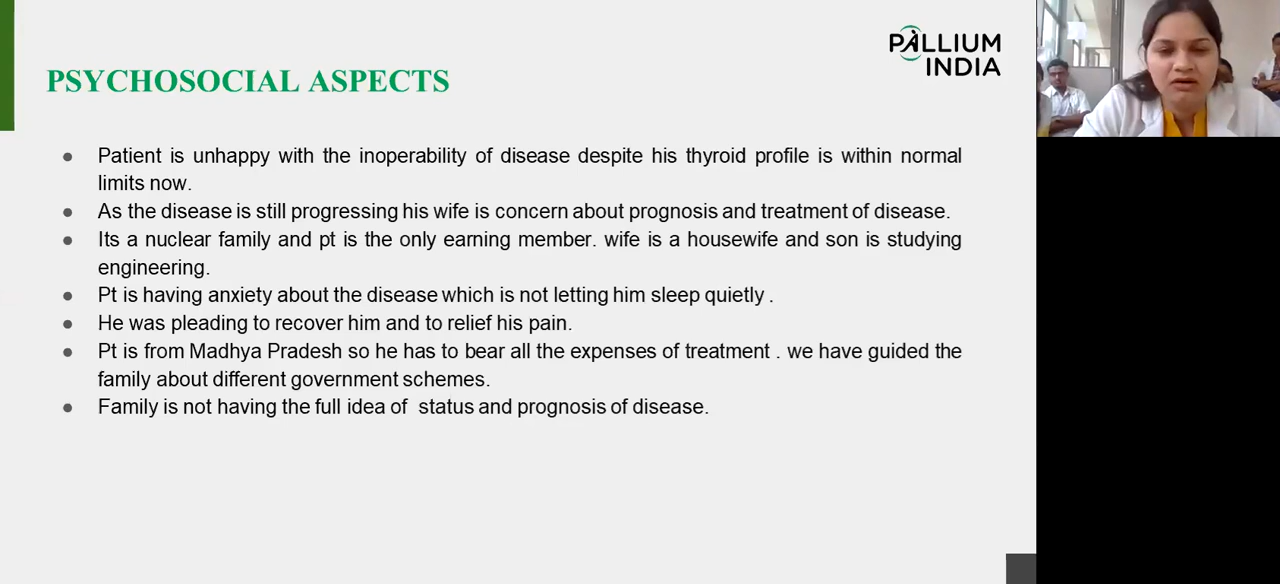 PALLIUM
INDIA
PSYCHOSOCIAL ASPECTS
● Patient is unhappy with the inoperability of disease despite his thyroid profile is within normal
limits now.
● As the disease is still progressing his wife is concern about prognosis and treatment of disease.
● Its a nuclear family and pt is the only earning member. wife is a housewife and son is studying
engineering.
● Pt is having anxiety about the disease which is not letting him sleep quietly .
● He was pleading to recover him and to relief his pain.
● Pt is from Madhya Pradesh so he has to bear all the expenses of treatment . we have guided the
family about different government schemes.
● Family is not having the full idea of status and prognosis of disease.